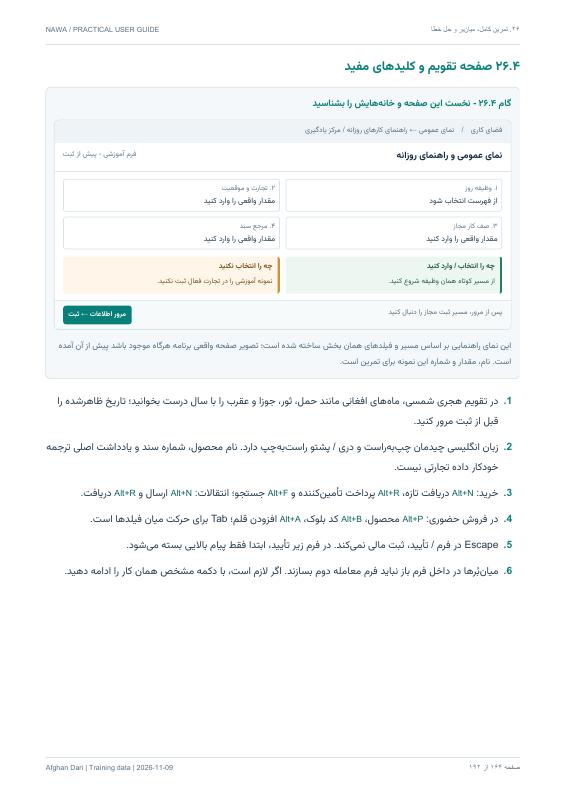 ۲۶. تمرین کامل، میان‌بر و حل خطا
NAWA / PRACTICAL USER GUIDE
۲۶.۴ صفحه تقویم و کلیدهای مفید
گام ۲۶.۴ - نخست این صفحه و خانه‌هایش را بشناسید
فضای کاری / نمای عمومی ← راهنمای کارهای روزانه / مرکز یادگیری
نمای عمومی و راهنمای روزانه
فرم آموزشی - پیش از ثبت
۱. وظیفه روز
از فهرست انتخاب شود
۲. تجارت و موقعیت
مقدار واقعی را وارد کنید
۳. صف کار مجاز
مقدار واقعی را وارد کنید
۴. مرجع سند
مقدار واقعی را وارد کنید
چه را انتخاب / وارد کنید
از مسیر کوتاه همان وظیفه شروع کنید.
چه را انتخاب نکنید
نمونه آموزشی را در تجارت فعال ثبت نکنید.
پس از مرور، مسیر ثبت مجاز را دنبال کنید
مرور اطلاعات ← ثبت
این نمای راهنمایی بر اساس مسیر و فیلدهای همان بخش ساخته شده است؛ تصویر صفحه واقعی برنامه هرگاه موجود باشد پیش از آن آمده
است. نام، مقدار و شماره این نمونه برای تمرین است.
1. در تقویم هجری شمسی، ماه‌های افغانی مانند حمل، ثور، جوزا و عقرب را با سال درست بخوانید؛ تاریخ ظاهرشده را
قبل از ثبت مرور کنید.
2. زبان انگلیسی چیدمان چپ‌به‌راست و دری / پشتو راست‌به‌چپ دارد. نام محصول، شماره سند و یادداشت اصلی ترجمه
خودکار داده تجارتی نیست.
3. خرید: Alt+N دریافت تازه، Alt+R پرداخت تأمین‌کننده و Alt+F جستجو؛ انتقالات: Alt+N ارسال و Alt+R دریافت.
4. در فروش حضوری: Alt+P محصول، Alt+B کد بلوک، Alt+A افزودن قلم؛ Tab برای حرکت میان فیلدها است.
5. Escape در فرم / تأیید، ثبت مالی نمی‌کند. در فرم زیر تأیید، ابتدا فقط پیام بالایی بسته می‌شود.
6. میان‌بُرها در داخل فرم باز نباید فرم معامله دوم بسازند. اگر لازم است، با دکمه مشخص همان کار را ادامه دهید.
صفحه ۱۶۴ از ۱۹۲
Afghan Dari | Training data | 2026-11-09